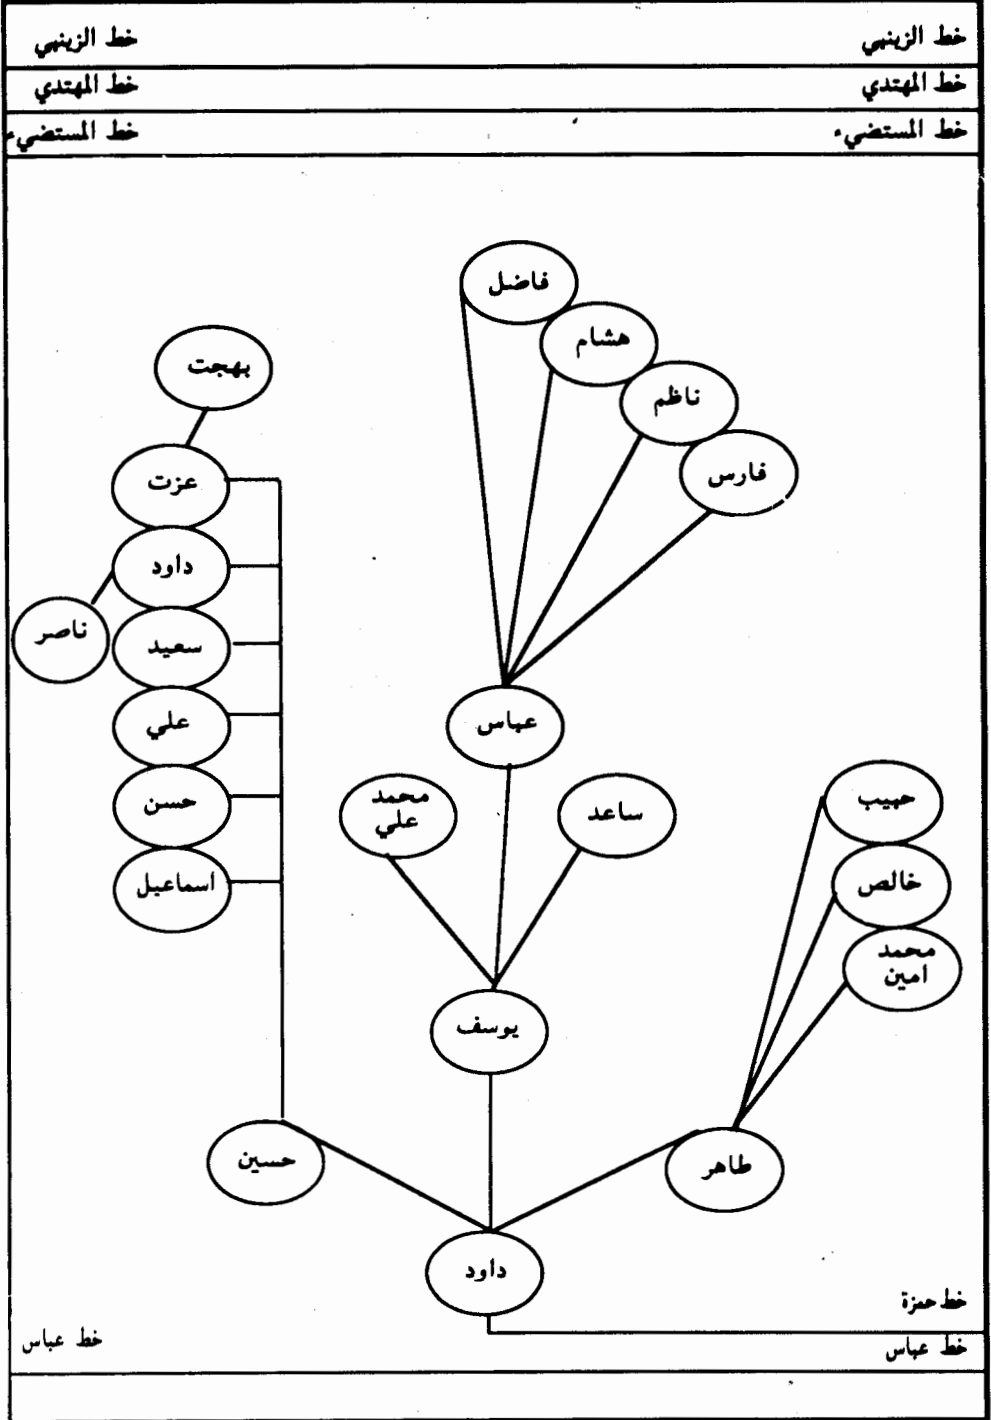 خط الزينبي
خط الزينبي
خط المهتدي
خط المهتدي
خط المستضيء
خط المستضيء
فاضل
هشام
ناظم
فارس
بهجت
عزت
داود
ناصر
سعيد
علي
حسن
اسماعيل
عباس
محمد
علي
ساعد
حبيب
خالص
محمد
امين
يوسف
حسين
طاهر
داود
خط حمزة
خط عباس
خط عباس